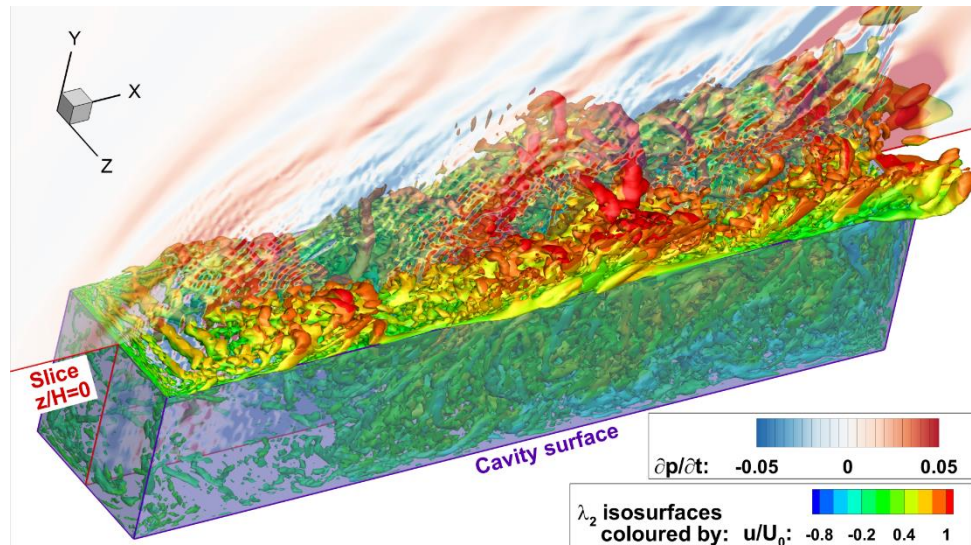 Y
X
Z
Slice
z/H=0
Cavity surface
∂p/∂t: -0.05 0 0.05
λ₂ isosurfaces
coloured by: u/U₀: -0.8 -0.2 0.4 1